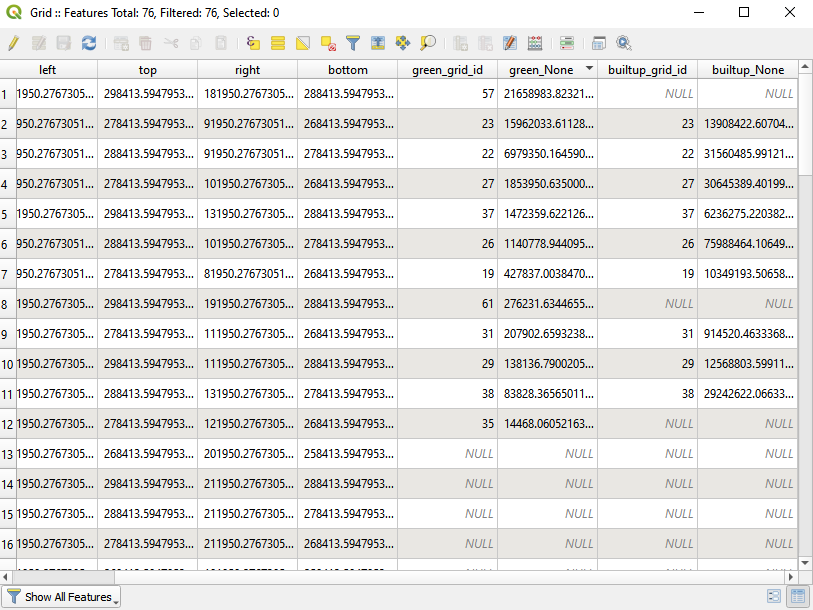 Grid :: Features Total: 76, Filtered: 76, Selected: 0
left top right bottom green_grid_id green_None builtup_grid_id builtup_None
1 1950.2767305... 298413.5947953... 181950.2767305... 288413.5947953... 57 21658983.82321... NULL NULL
2 950.27673051... 278413.5947953... 91950.27673051... 268413.5947953... 23 15962033.61128... 23 13908422.60704...
3 950.27673051... 288413.5947953... 91950.27673051... 278413.5947953... 22 6979350.164590... 22 31560485.99121...
4 950.27673051... 278413.5947953... 101950.2767305... 268413.5947953... 27 1853950.635000... 27 30645389.40199...
5 1950.2767305... 298413.5947953... 131950.2767305... 288413.5947953... 37 1472359.622126... 37 6236275.220382...
6 950.27673051... 288413.5947953... 101950.2767305... 278413.5947953... 26 1140778.944095... 26 75988464.10649...
7 950.27673051... 278413.5947953... 81950.27673051... 268413.5947953... 19 427837.0038470... 19 10349193.50658...
8 1950.2767305... 298413.5947953... 191950.2767305... 288413.5947953... 61 276231.6344655... NULL NULL
9 1950.2767305... 278413.5947953... 111950.2767305... 268413.5947953... 31 207902.6593238... 31 914520.4633368...
10 1950.2767305... 298413.5947953... 111950.2767305... 288413.5947953... 29 138136.7900205... 29 12568803.59911...
11 1950.2767305... 288413.5947953... 131950.2767305... 278413.5947953... 38 83828.36565011... 38 29242622.06633...
12 1950.2767305... 278413.5947953... 121950.2767305... 268413.5947953... 35 14468.06052163... NULL NULL
13 1950.2767305... 268413.5947953... 201950.2767305... 258413.5947953... NULL NULL NULL NULL
14 1950.2767305... 298413.5947953... 211950.2767305... 288413.5947953... NULL NULL NULL NULL
15 1950.2767305... 288413.5947953... 211950.2767305... 278413.5947953... NULL NULL NULL NULL
16 1950.2767305... 278413.5947953... 211950.2767305... 268413.5947953... NULL NULL NULL NULL
Show All Features